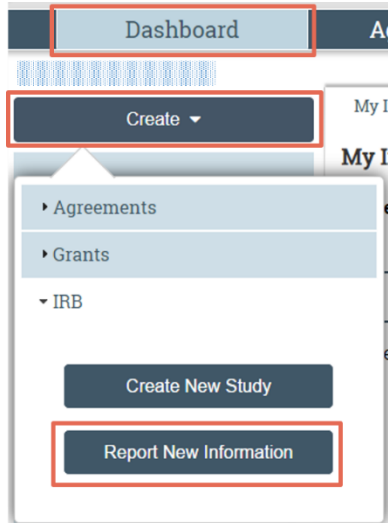 Dashboard
Create
My I
My I
Agreements
Grants
IRB
Create New Study
Report New Information